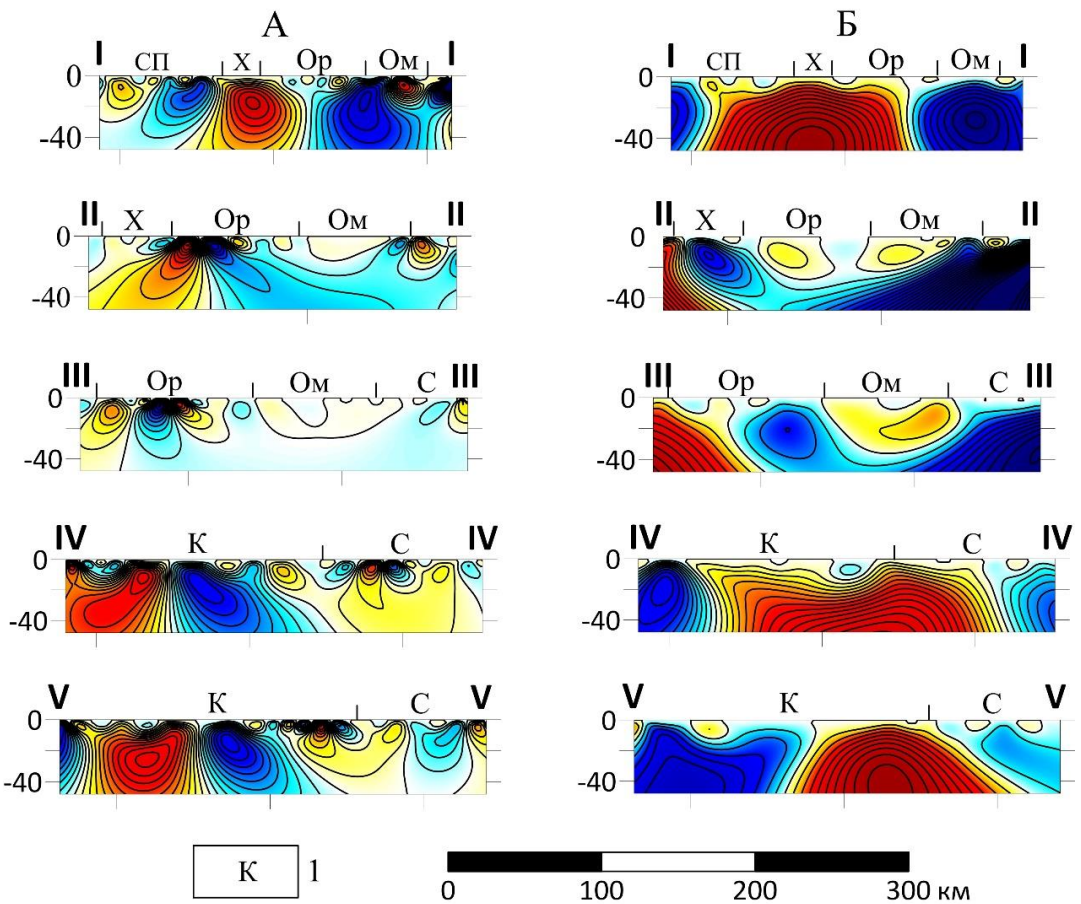 А Б
I СП Х Ор Ом I I СП Х Ор Ом I
0 0
-40 -40
II Х Ор Ом II II Х Ор Ом II
0 0
-40 -40
III Ор Ом С III III Ор Ом С III
0 0
-40 -40
IV К С IV IV К С IV
0 0
-40 -40
V К С V V К С V
0 0
-40 -40
К 1
0 100 200 300 км